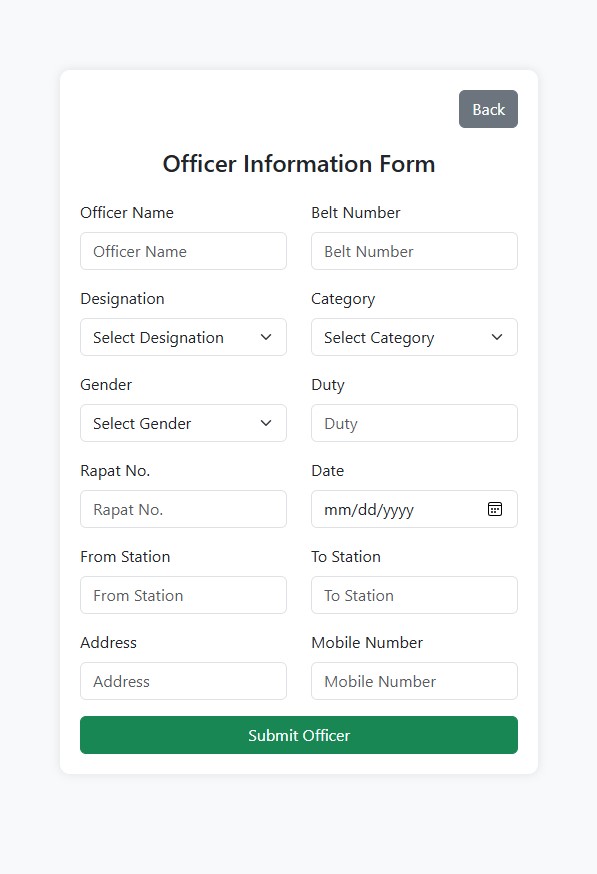 Back
Officer Information Form
Officer Name Belt Number
Officer Name Belt Number
Designation Category
Select Designation Select Category
Gender Duty
Select Gender Duty
Rapat No. Date
Rapat No. mm/dd/yyyy
From Station To Station
From Station To Station
Address Mobile Number
Address Mobile Number
Submit Officer